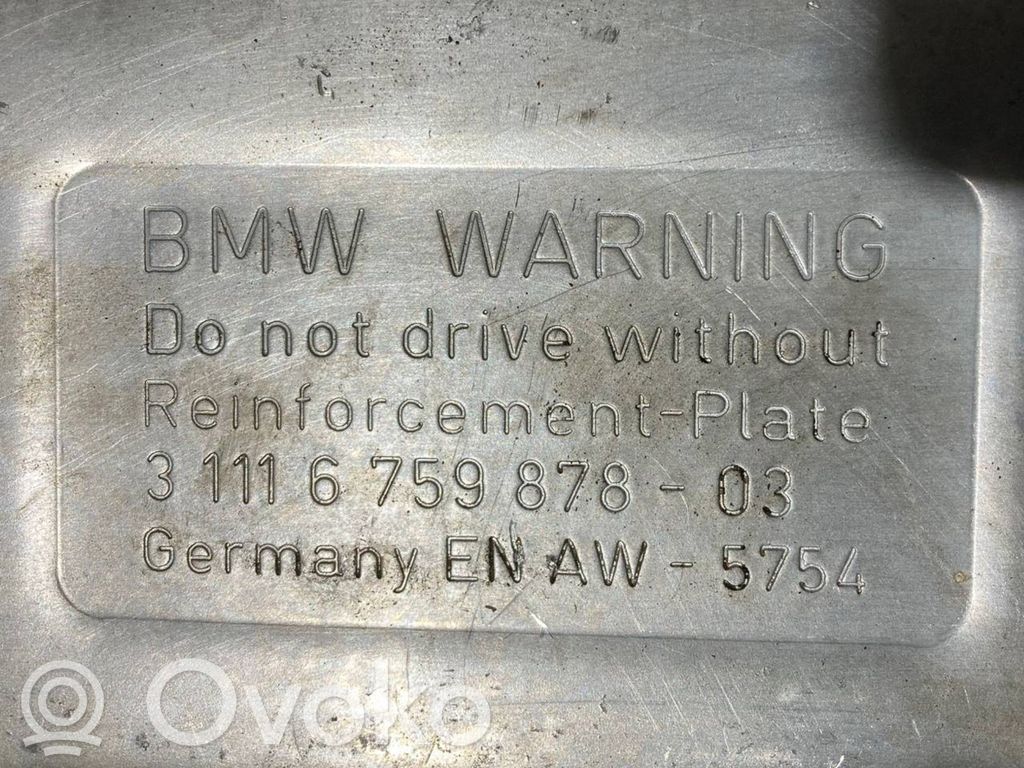 BMW WARNING
Do not drive without
Reinforcement-Plate
3 111 6 759 878 - 03
Germany EN AW - 5754
Ovoko